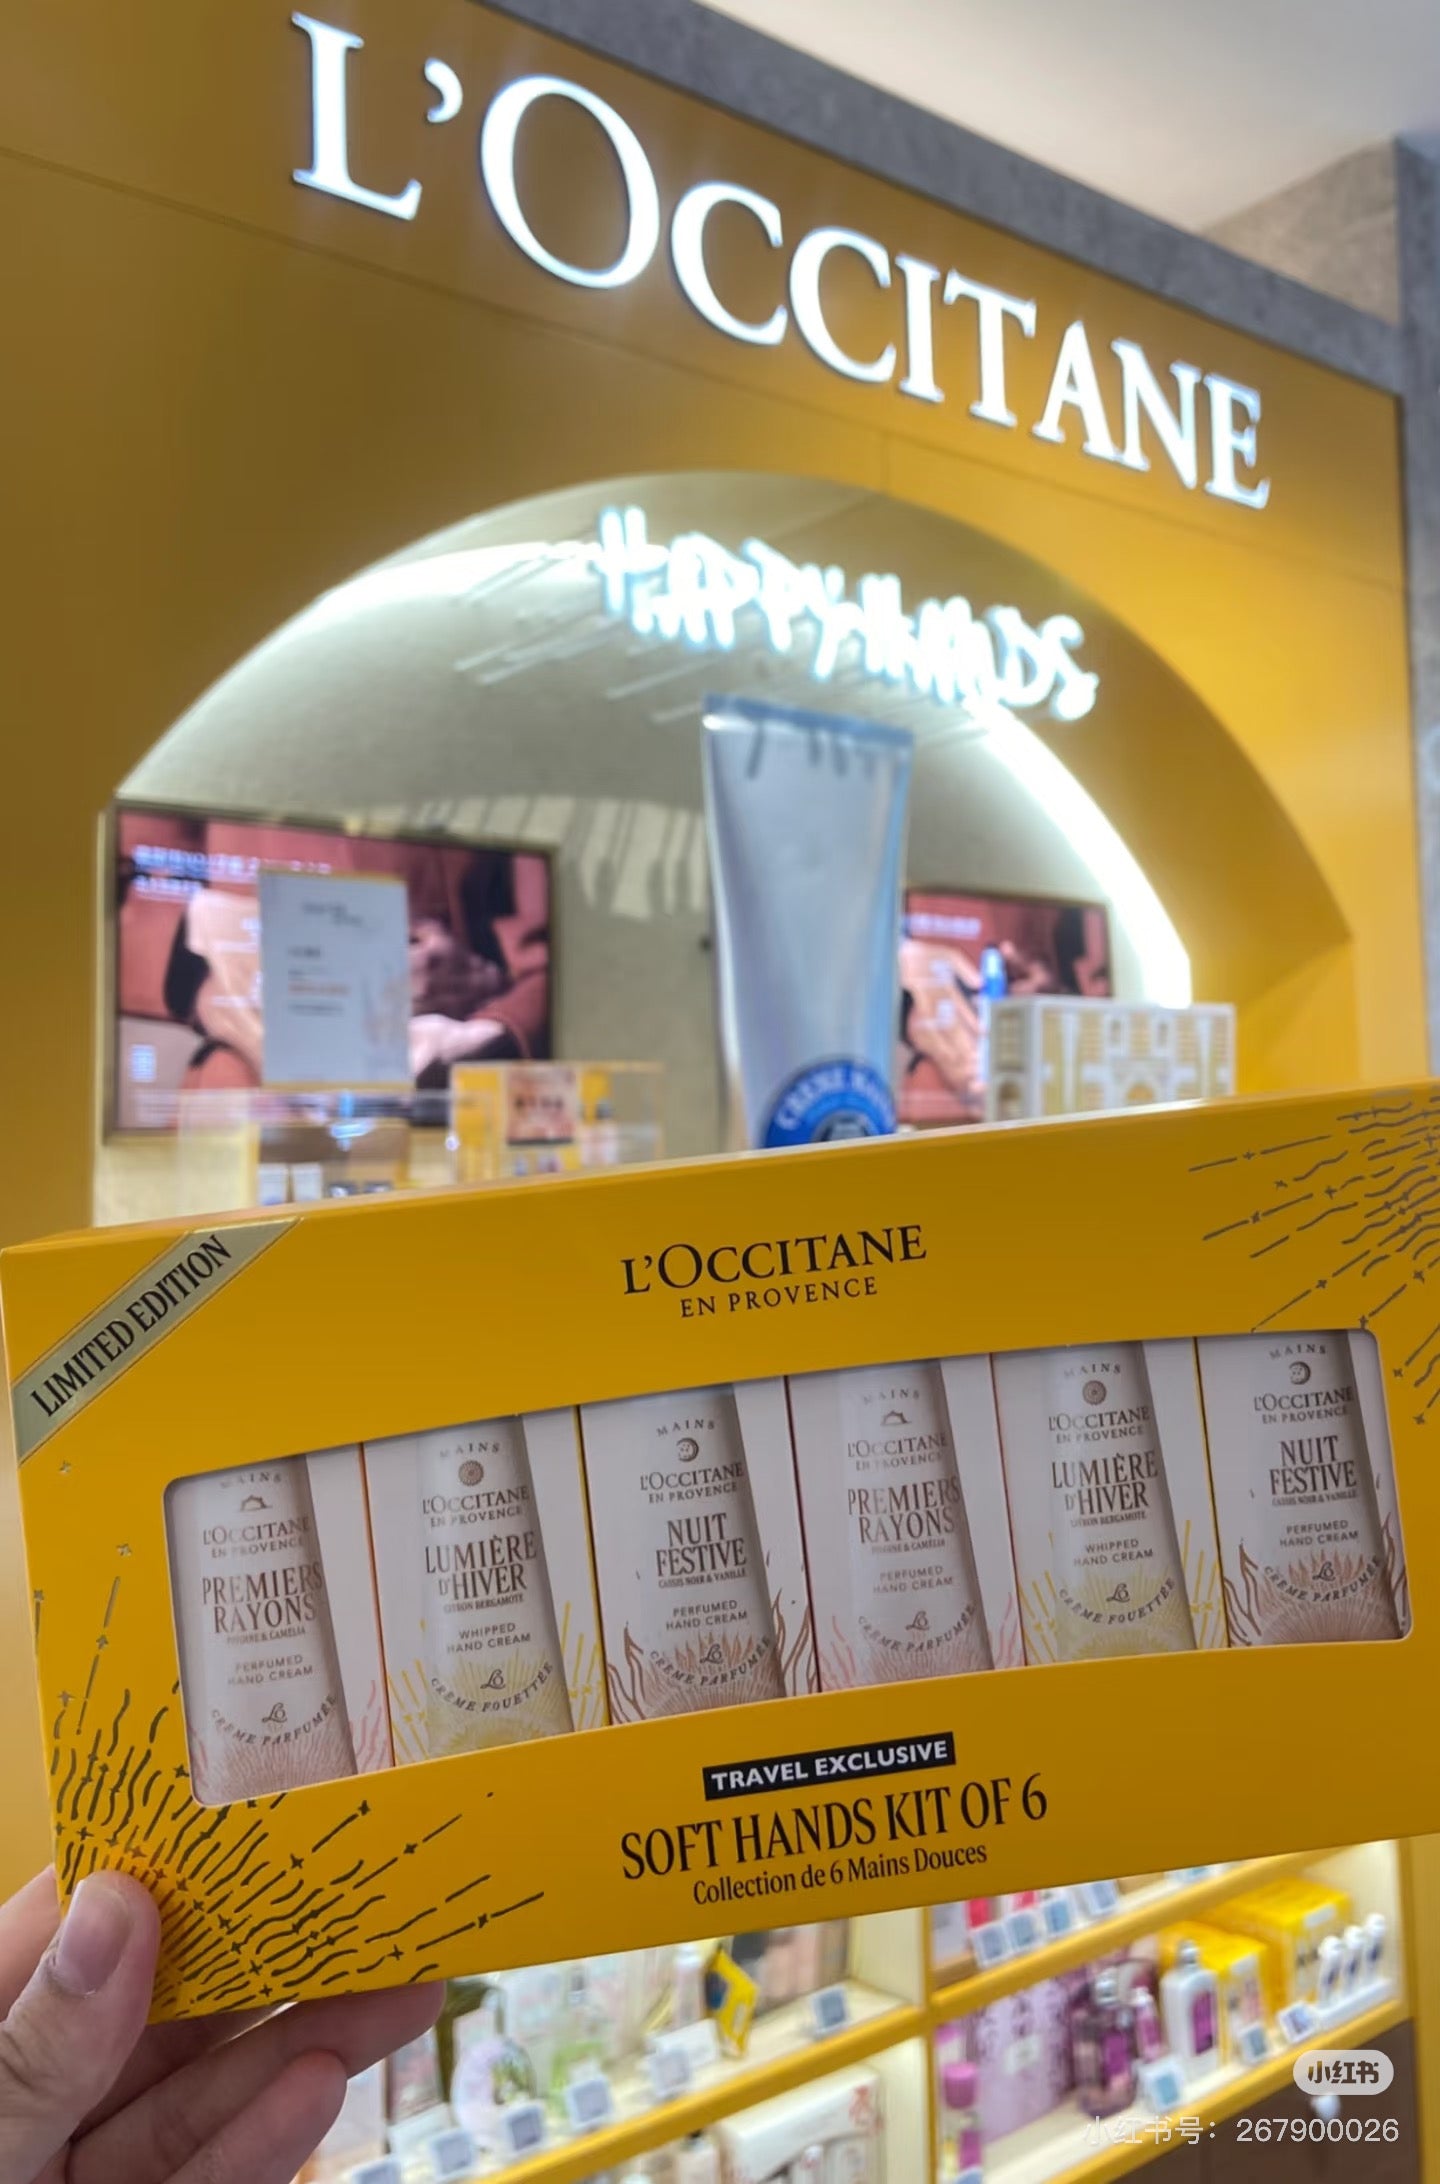 L'OCCITANE
HAPPY HANDS
CRÈME MAINS
LIMITED EDITION
L'OCCITANE
EN PROVENCE
MAINS
L'OCCITANE
EN PROVENCE
PREMIERS
RAYONS
PIVOINE & CAMÉLIA
PERFUMED
HAND CREAM
CRÈME PARFUMÉE
MAINS
L'OCCITANE
EN PROVENCE
LUMIÈRE
D'HIVER
CITRON BERGAMOTE
WHIPPED
HAND CREAM
CRÈME FOUETTÉE
MAINS
L'OCCITANE
EN PROVENCE
NUIT
FESTIVE
CASSIS NOIR & VANILLE
PERFUMED
HAND CREAM
CRÈME PARFUMÉE
MAINS
L'OCCITANE
EN PROVENCE
PREMIERS
RAYONS
PIVOINE & CAMÉLIA
PERFUMED
HAND CREAM
CRÈME PARFUMÉE
MAINS
L'OCCITANE
EN PROVENCE
LUMIÈRE
D'HIVER
CITRON BERGAMOTE
WHIPPED
HAND CREAM
CRÈME FOUETTÉE
MAINS
L'OCCITANE
EN PROVENCE
NUIT
FESTIVE
CASSIS NOIR & VANILLE
PERFUMED
HAND CREAM
CRÈME PARFUMÉE
TRAVEL EXCLUSIVE
SOFT HANDS KIT OF 6
Collection de 6 Mains Douces
小红书
小红书号：267900026